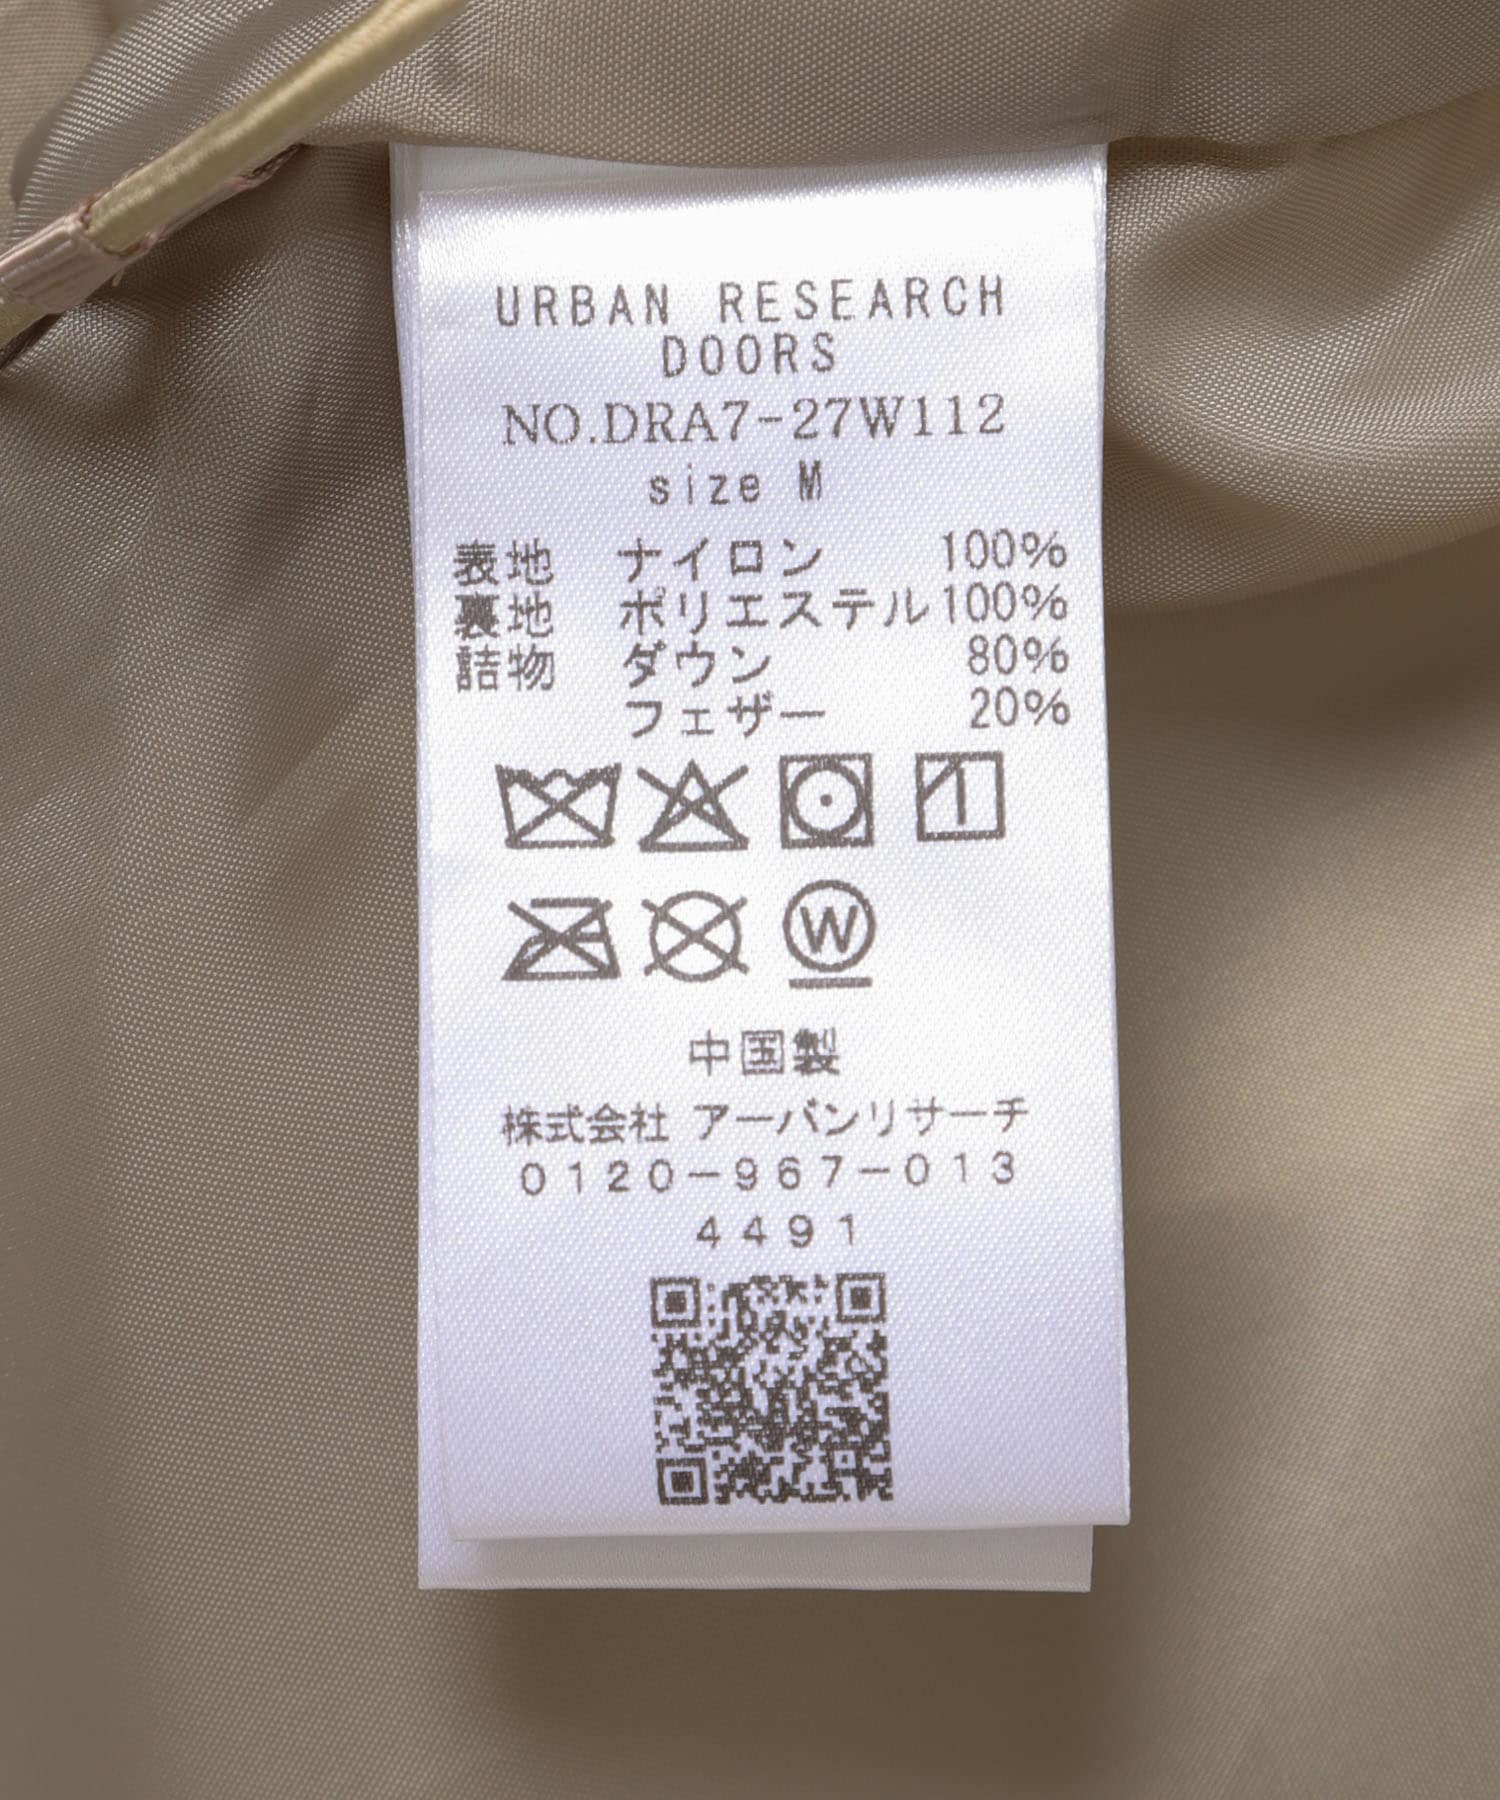 URBAN RESEARCH
DOORS
NO.DRA7-27W112
size M
表地 ナイロン 100%
裏地 ポリエステル 100%
詰物 ダウン 80%
フェザー 20%
W
中国製
株式会社 アーバンリサーチ
0120-967-013
4491